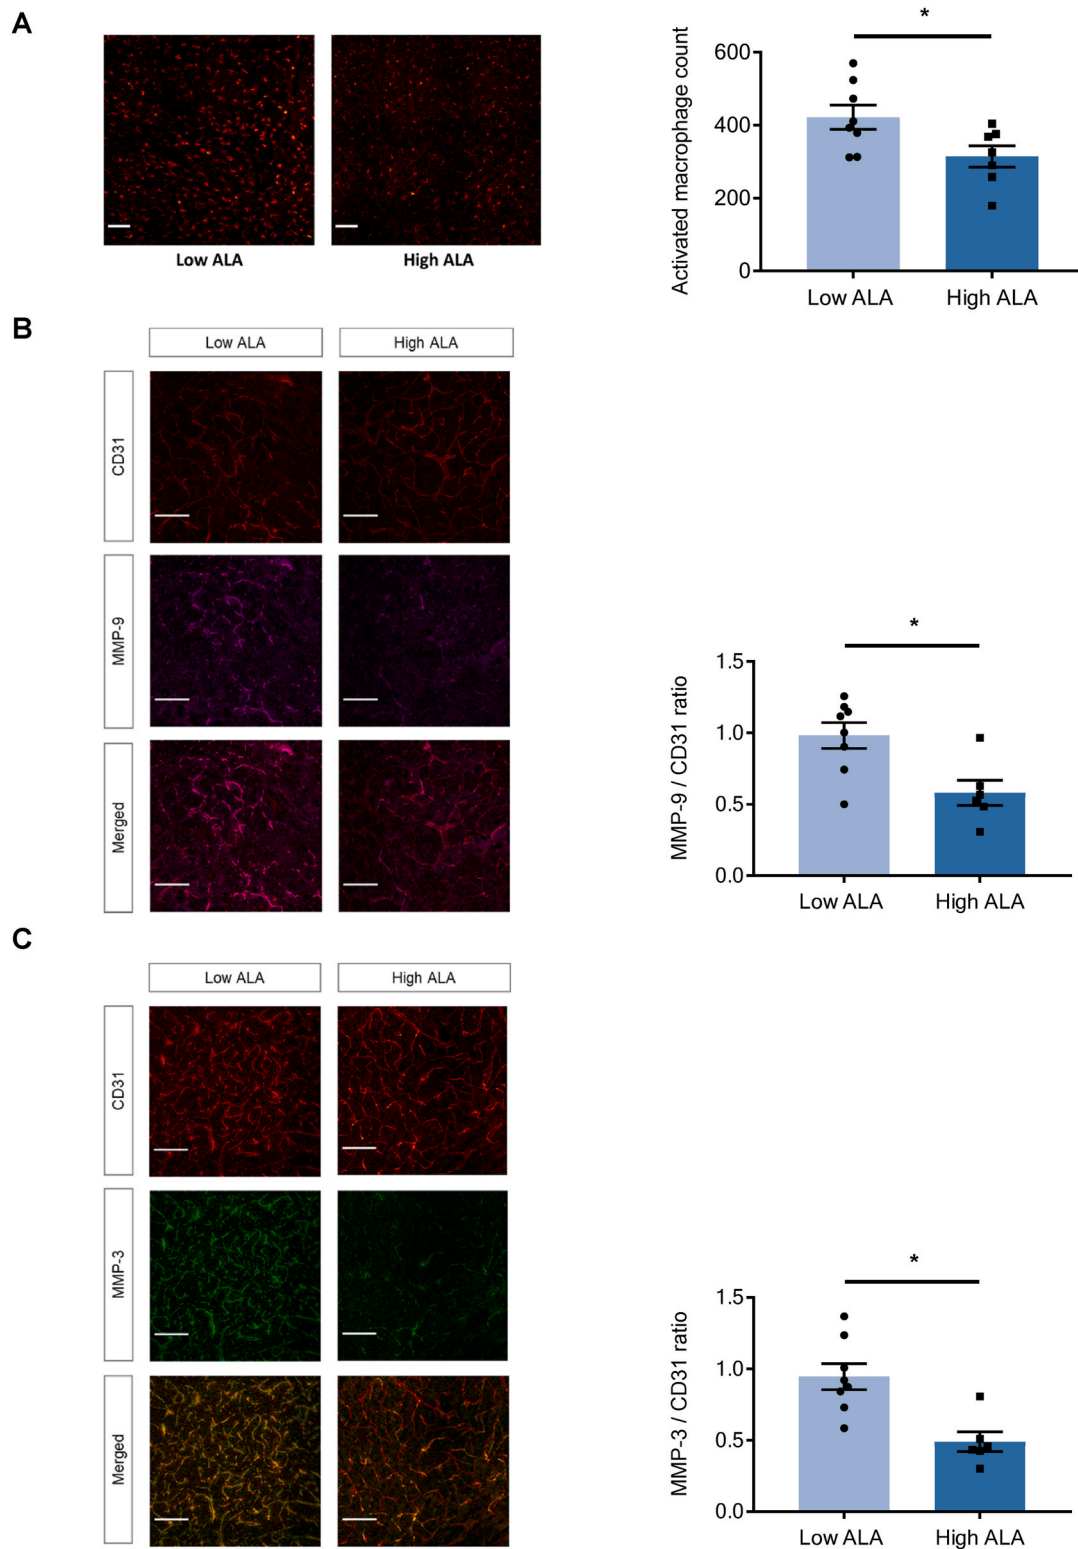 A
Low ALA
High ALA
*
Activated macrophage count
600
400
200
0
Low ALA
High ALA
B
Low ALA
High ALA
CD31
MMP-9
Merged
*
MMP-9 / CD31 ratio
1.5
1.0
0.5
0.0
Low ALA
High ALA
C
Low ALA
High ALA
CD31
MMP-3
Merged
*
MMP-3 / CD31 ratio
1.5
1.0
0.5
0.0
Low ALA
High ALA